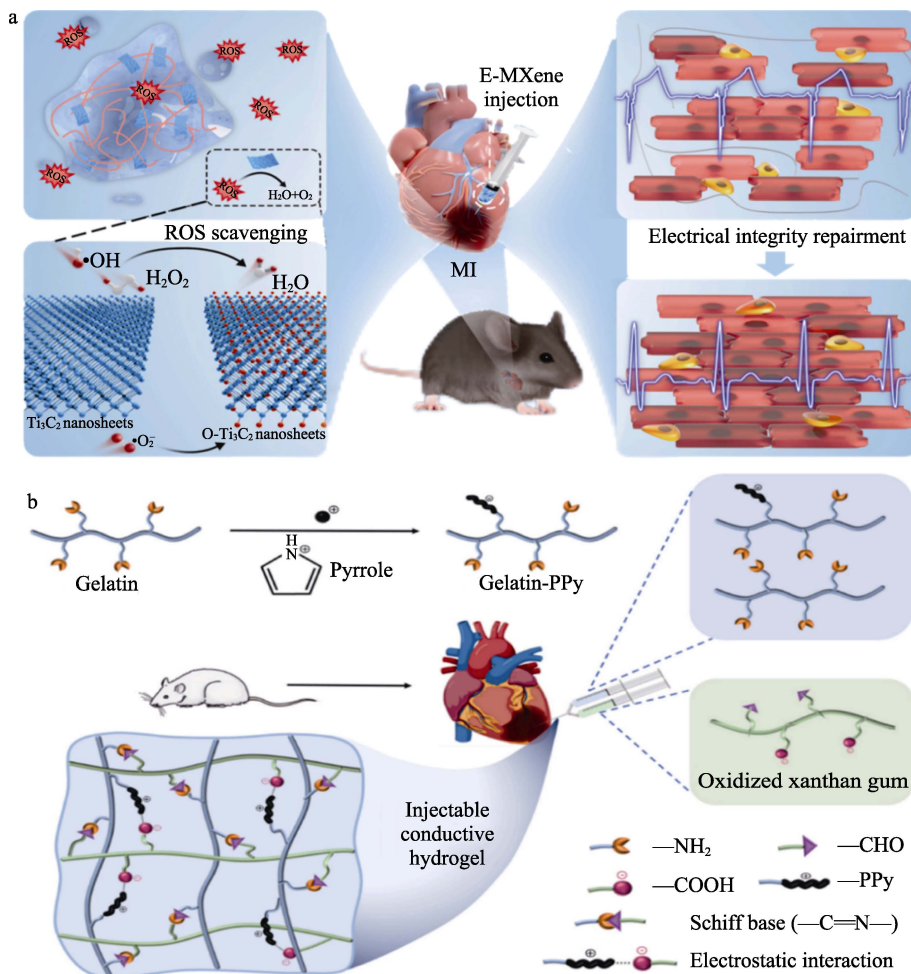 a
ROS
ROS
ROS
ROS
ROS
ROS
ROS
ROS
H₂O+O₂
E-MXene
injection
ROS scavenging
•OH
H₂O₂
H₂O
Ti₃C₂ nanosheets
O-Ti₃C₂ nanosheets
•O₂⁻
MI
Electrical integrity repairment
b
Gelatin
⊕
H
N
⊕
Pyrrole
⊕
Gelatin-PPy
⊕
Oxidized xanthan gum
Injectable
conductive
hydrogel
—NH₂
—CHO
—COOH
—PPy
Schiff base (—C=N—)
Electrostatic interaction